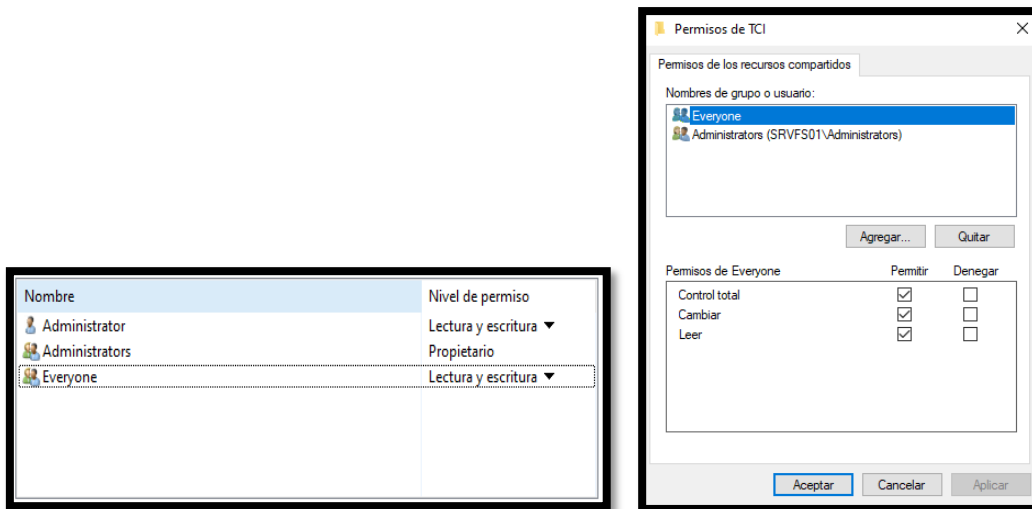 Nombre Nivel de permiso
Administrator Lectura y escritura ▼
Administrators Propietario
Everyone Lectura y escritura ▼
Permisos de TCI
Permisos de los recursos compartidos
Nombres de grupo o usuario:
Everyone
Administrators (SRVFS01\Administrators)
Agregar... Quitar
Permisos de Everyone Permitir Denegar
Control total
Cambiar
Leer
Aceptar Cancelar Aplicar